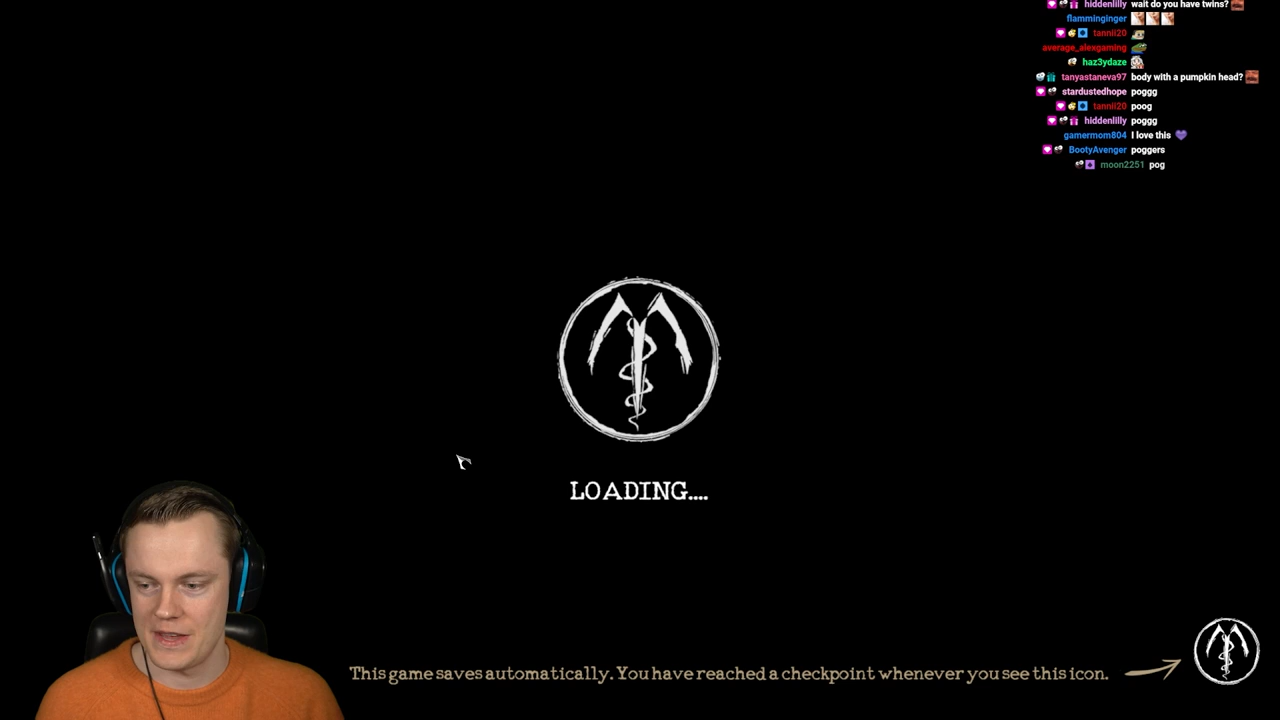 hiddenlilly wait do you have twins?
flamminginger
tannii20
average_alexgaming
haz3ydaze
tanyastaneva97 body with a pumpkin head?
stardustedhope poggg
tannii20 poog
hiddenlilly poggg
gamermom804 I love this
BootyAvenger poggers
moon2251 pog
LOADING....
This game saves automatically. You have reached a checkpoint whenever you see this icon.